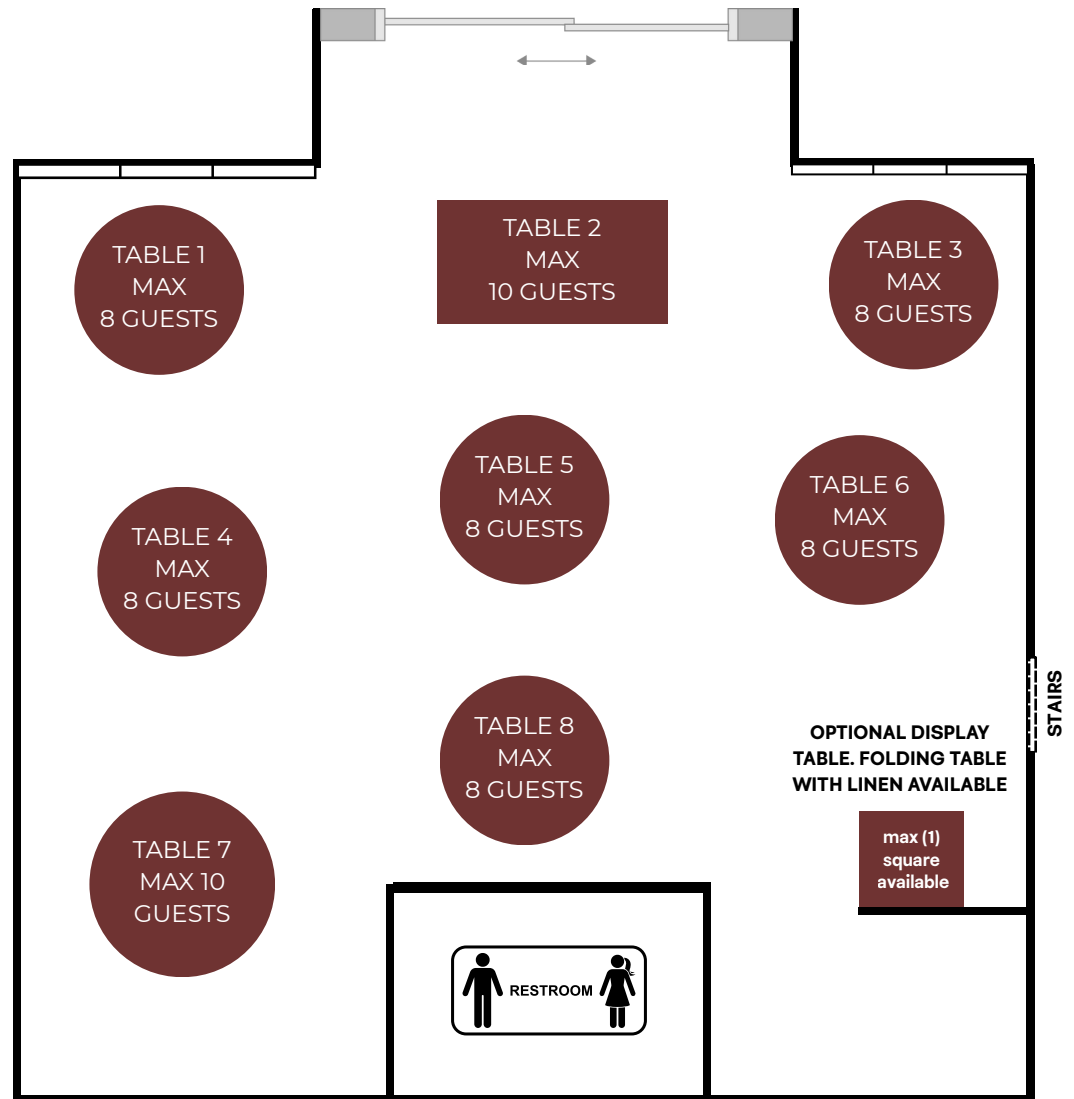 TABLE 1
MAX
8 GUESTS
TABLE 2
MAX
10 GUESTS
TABLE 3
MAX
8 GUESTS
TABLE 4
MAX
8 GUESTS
TABLE 5
MAX
8 GUESTS
TABLE 6
MAX
8 GUESTS
TABLE 7
MAX 10
GUESTS
TABLE 8
MAX
8 GUESTS
STAIRS
OPTIONAL DISPLAY
TABLE. FOLDING TABLE
WITH LINEN AVAILABLE
max (1)
square
available
RESTROOM